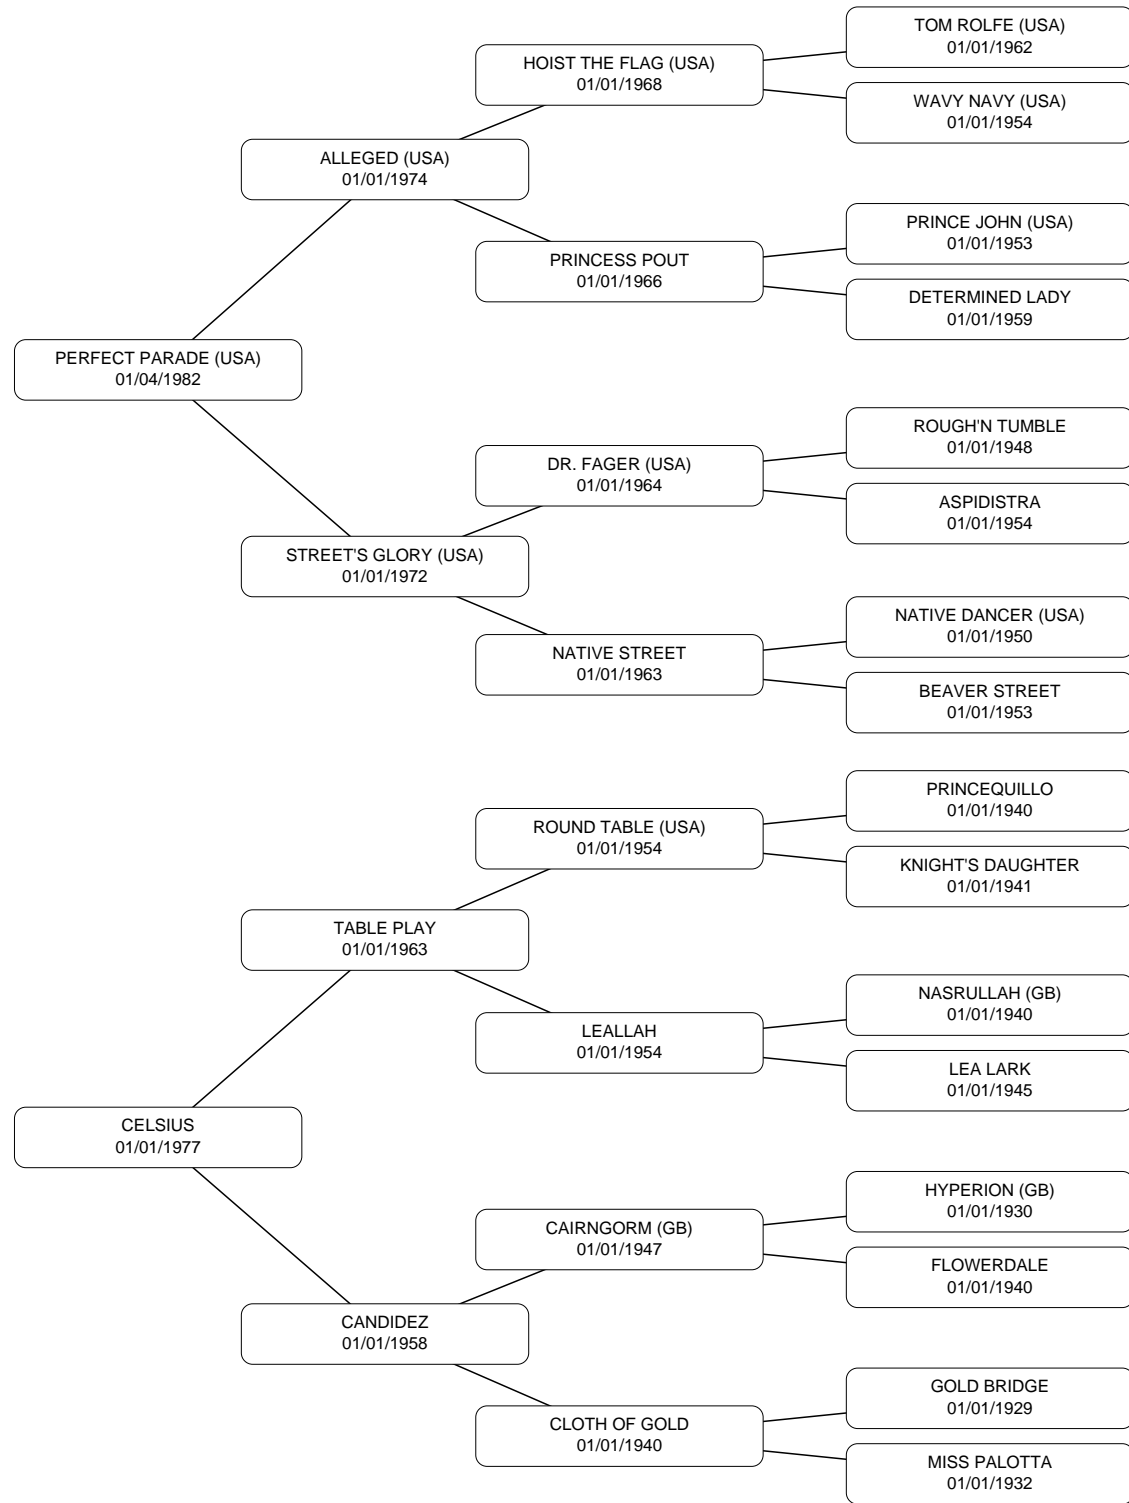 TOM ROLFE (USA)
01/01/1962
HOIST THE FLAG (USA)
01/01/1968
WAVY NAVY (USA)
01/01/1954
ALLEGED (USA)
01/01/1974
PRINCE JOHN (USA)
01/01/1953
PRINCESS POUT
01/01/1966
DETERMINED LADY
01/01/1959
PERFECT PARADE (USA)
01/04/1982
ROUGH'N TUMBLE
01/01/1948
DR. FAGER (USA)
01/01/1964
ASPIDISTRA
01/01/1954
STREET'S GLORY (USA)
01/01/1972
NATIVE DANCER (USA)
01/01/1950
NATIVE STREET
01/01/1963
BEAVER STREET
01/01/1953
PRINCEQUILLO
01/01/1940
ROUND TABLE (USA)
01/01/1954
KNIGHT'S DAUGHTER
01/01/1941
TABLE PLAY
01/01/1963
NASRULLAH (GB)
01/01/1940
LEALLAH
01/01/1954
LEA LARK
01/01/1945
CELSIUS
01/01/1977
HYPERION (GB)
01/01/1930
CAIRNGORM (GB)
01/01/1947
FLOWERDALE
01/01/1940
CANDIDEZ
01/01/1958
GOLD BRIDGE
01/01/1929
CLOTH OF GOLD
01/01/1940
MISS PALOTTA
01/01/1932